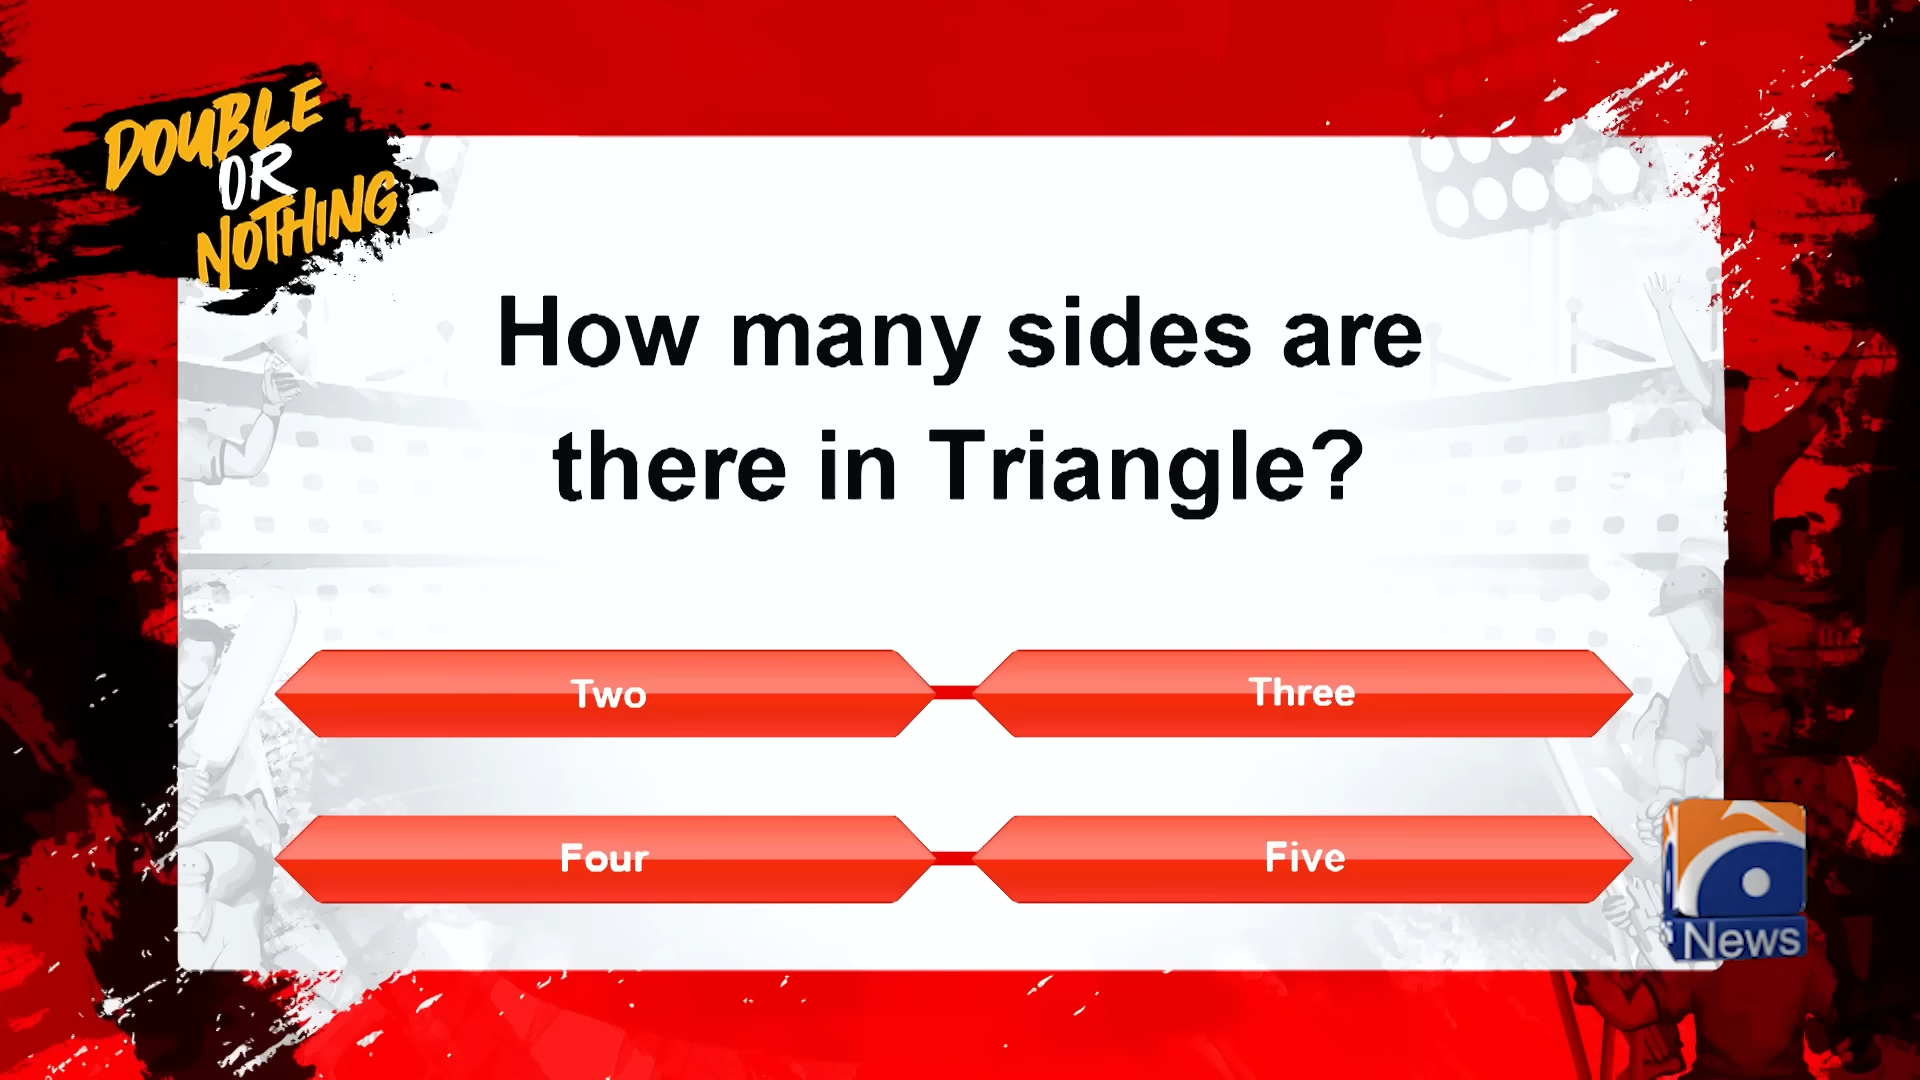 DOUBLE
OR
NOTHING
How many sides are
there in Triangle?
Two
Three
Four
Five
News